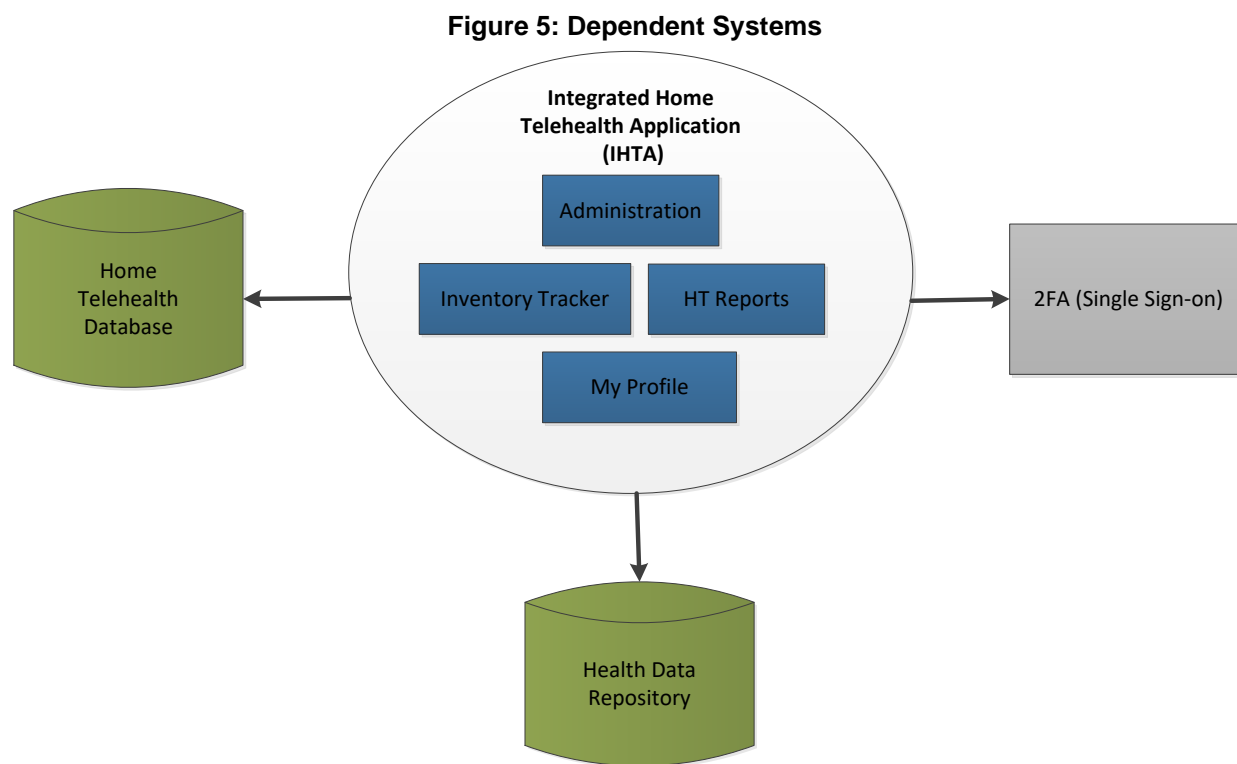 Figure 5: Dependent Systems
Integrated Home
Telehealth Application
(IHTA)
Administration
Inventory Tracker
HT Reports
My Profile
Home
Telehealth
Database
2FA (Single Sign-on)
Health Data
Repository